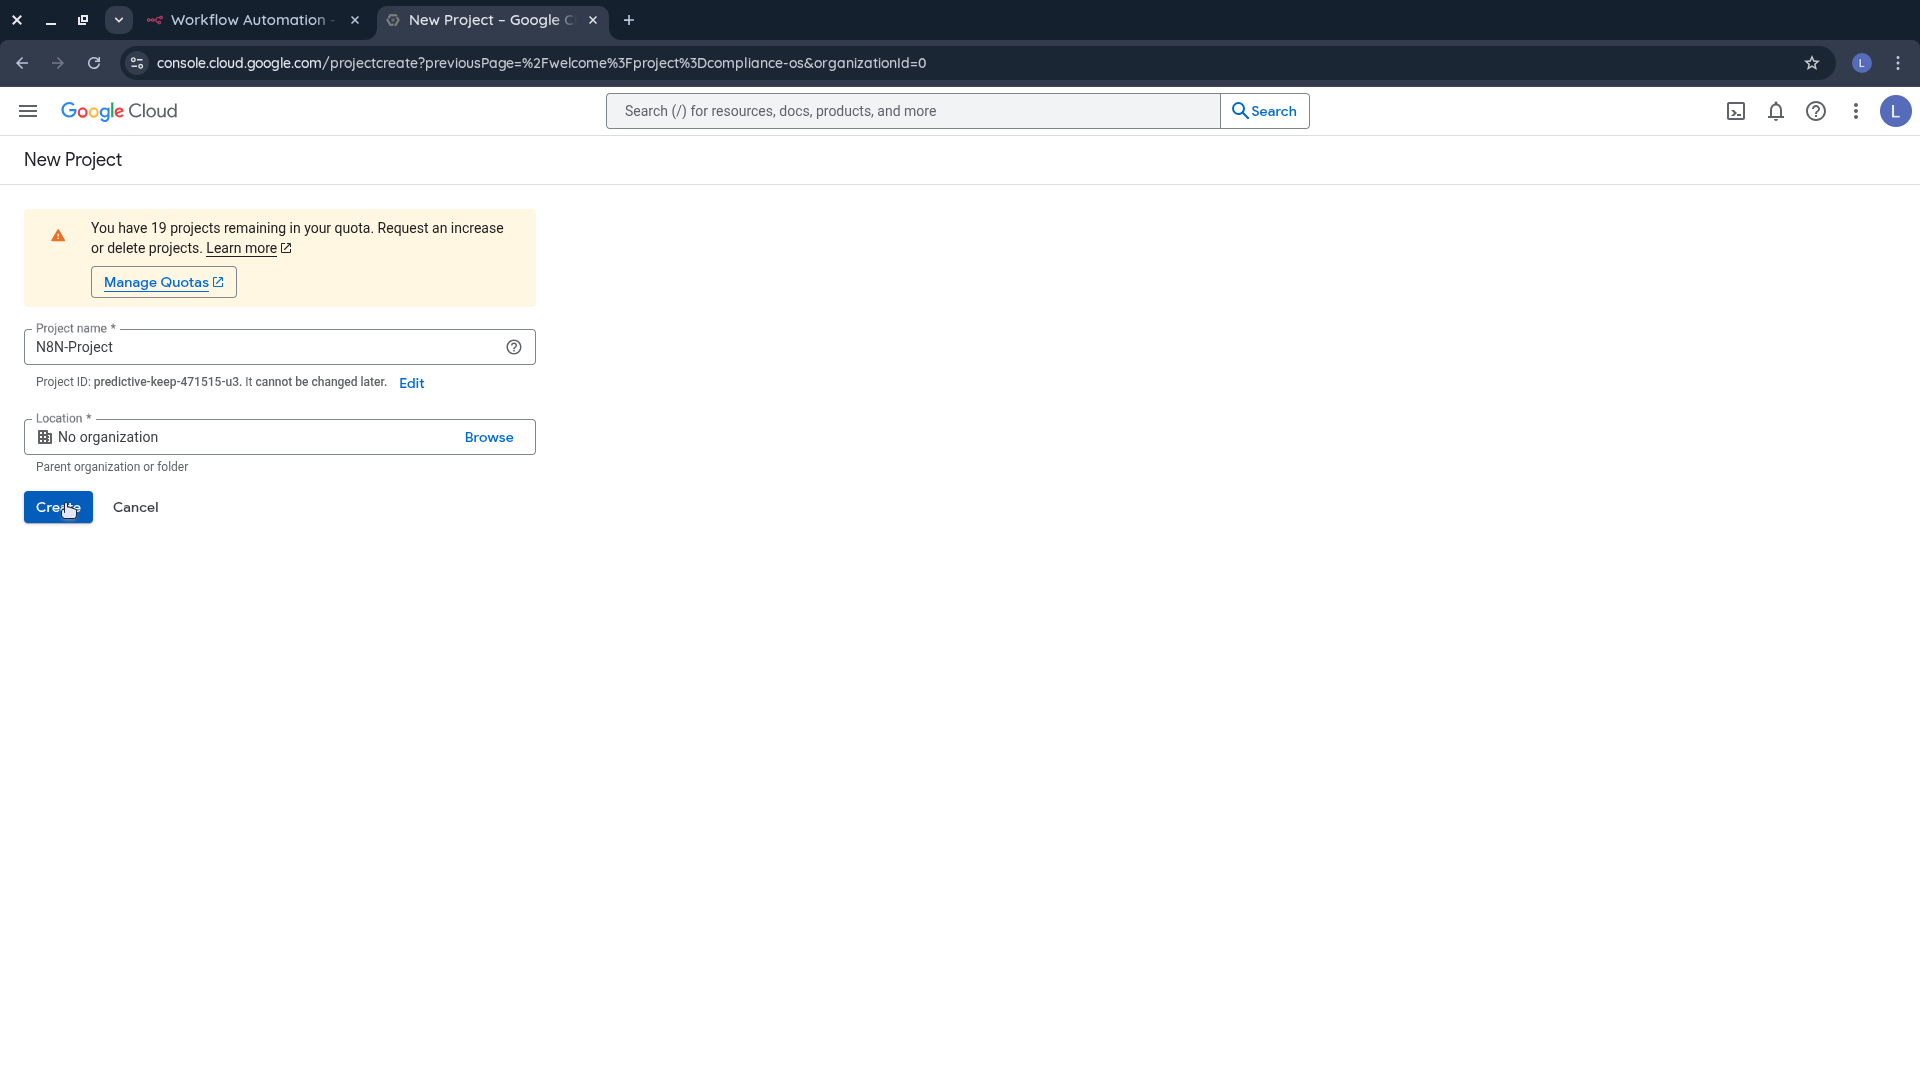 Workflow Automation -
New Project – Google C
console.cloud.google.com/projectcreate?previousPage=%2Fwelcome%3Fproject%3Dcompliance-os&organizationId=0
L
Google Cloud
Search (/) for resources, docs, products, and more
Search
L
New Project
You have 19 projects remaining in your quota. Request an increase
or delete projects. Learn more
Manage Quotas
Project name *
N8N-Project
Project ID: predictive-keep-471515-u3. It cannot be changed later. Edit
Location *
No organization
Browse
Parent organization or folder
Create
Cancel